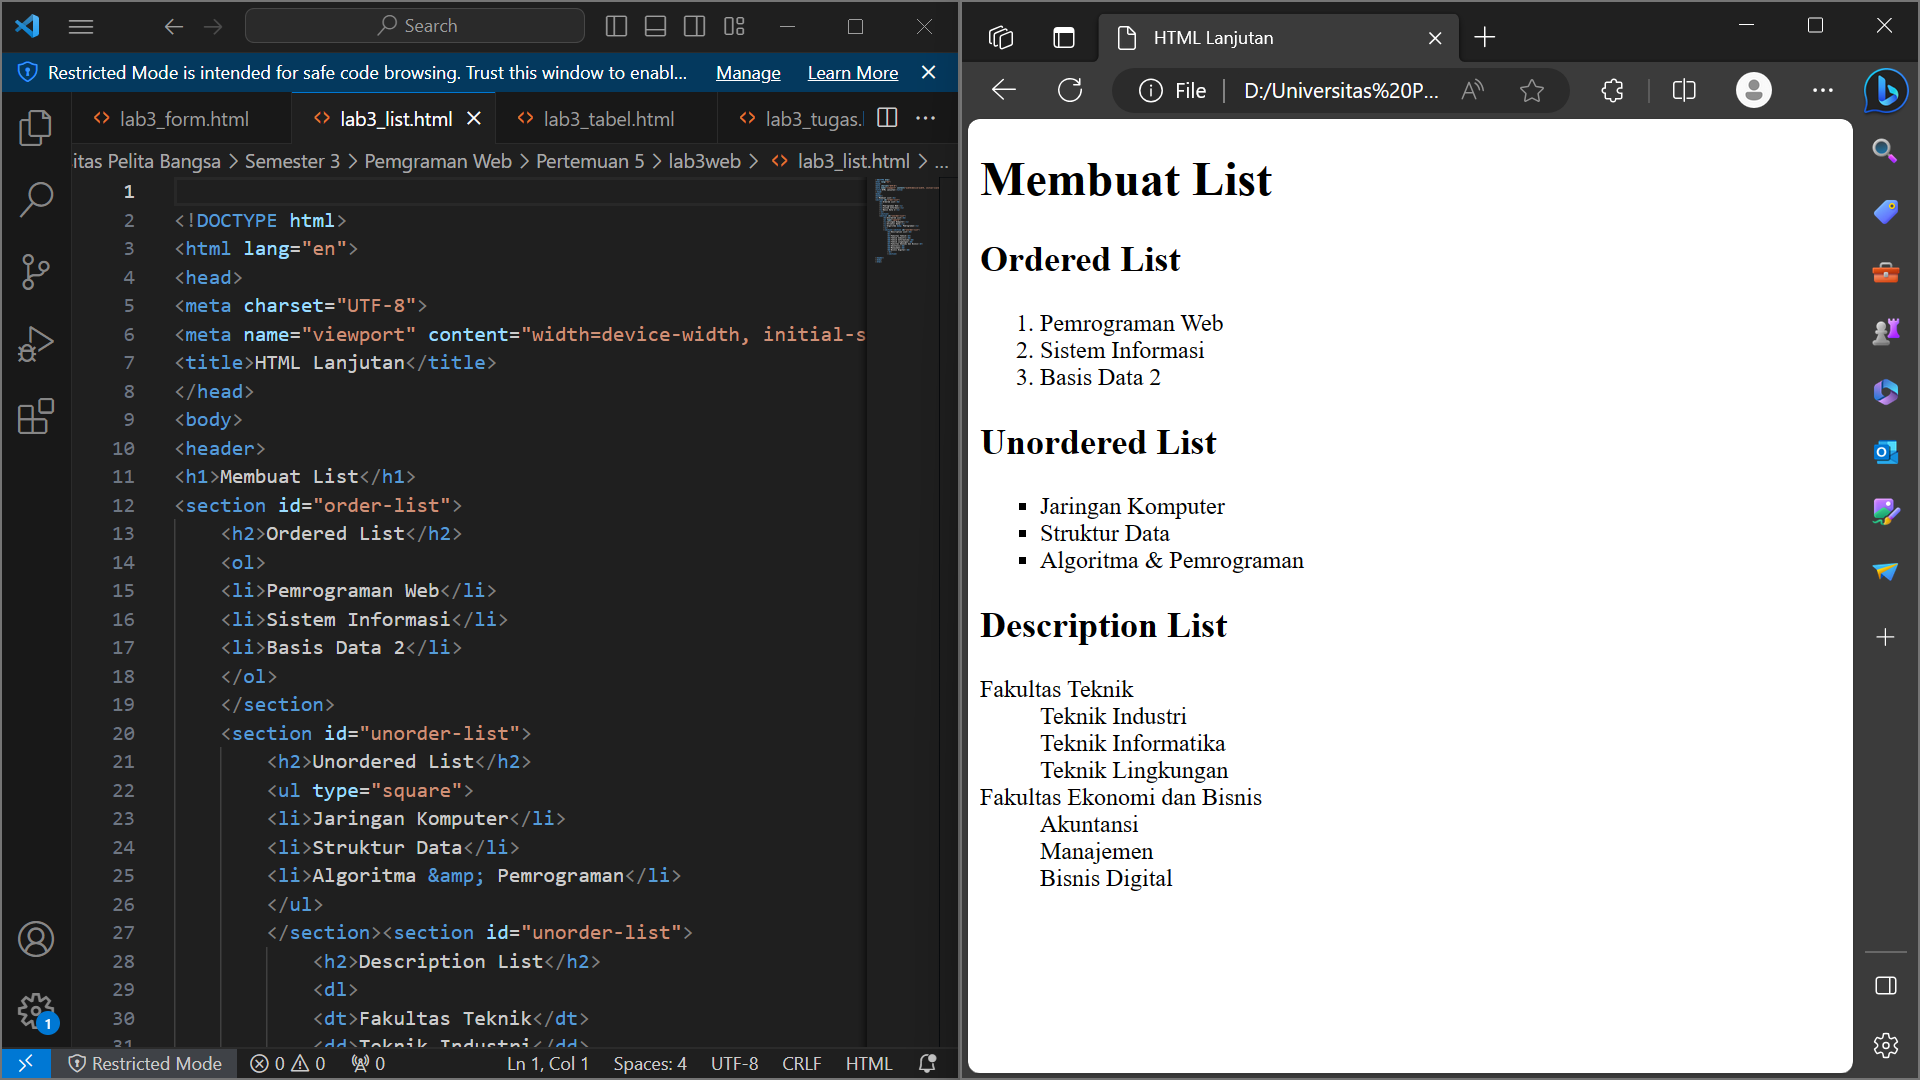 Search
Restricted Mode is intended for safe code browsing. Trust this window to enabl... Manage Learn More
lab3_form.html lab3_list.html lab3_tabel.html lab3_tugas.
itas Pelita Bangsa > Semester 3 > Pemgraman Web > Pertemuan 5 > lab3web > lab3_list.html > ...
1
2 <!DOCTYPE html>
3 <html lang="en">
4 <head>
5 <meta charset="UTF-8">
6 <meta name="viewport" content="width=device-width, initial-s
7 <title>HTML Lanjutan</title>
8 </head>
9 <body>
10 <header>
11 <h1>Membuat List</h1>
12 <section id="order-list">
13 <h2>Ordered List</h2>
14 <ol>
15 <li>Pemrograman Web</li>
16 <li>Sistem Informasi</li>
17 <li>Basis Data 2</li>
18 </ol>
19 </section>
20 <section id="unorder-list">
21 <h2>Unordered List</h2>
22 <ul type="square">
23 <li>Jaringan Komputer</li>
24 <li>Struktur Data</li>
25 <li>Algoritma &amp; Pemrograman</li>
26 </ul>
27 </section><section id="unorder-list">
28 <h2>Description List</h2>
29 <dl>
30 <dt>Fakultas Teknik</dt>
31 <dd>Teknik Industri</dd>
1
Restricted Mode 0 0 0 Ln 1, Col 1 Spaces: 4 UTF-8 CRLF HTML
HTML Lanjutan
File D:/Universitas%20P...
Membuat List
Ordered List
1. Pemrograman Web
2. Sistem Informasi
3. Basis Data 2
Unordered List
Jaringan Komputer
Struktur Data
Algoritma & Pemrograman
Description List
Fakultas Teknik
Teknik Industri
Teknik Informatika
Teknik Lingkungan
Fakultas Ekonomi dan Bisnis
Akuntansi
Manajemen
Bisnis Digital